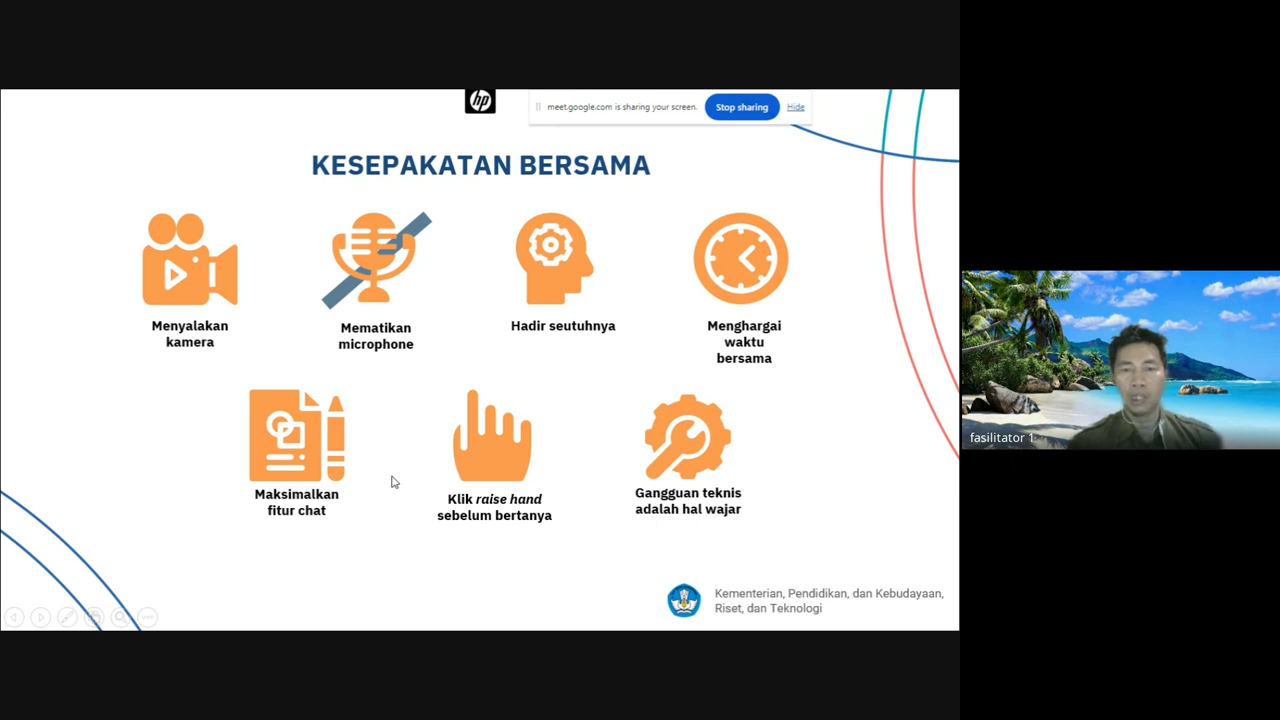 hp
meet.google.com is sharing your screen.
Stop sharing
Hide
KESEPAKATAN BERSAMA
Menyalakan
kamera
Mematikan
microphone
Hadir seutuhnya
Menghargai
waktu
bersama
Maksimalkan
fitur chat
Klik raise hand
sebelum bertanya
Gangguan teknis
adalah hal wajar
Kementerian, Pendidikan, dan Kebudayaan,
Riset, dan Teknologi
fasilitator 1